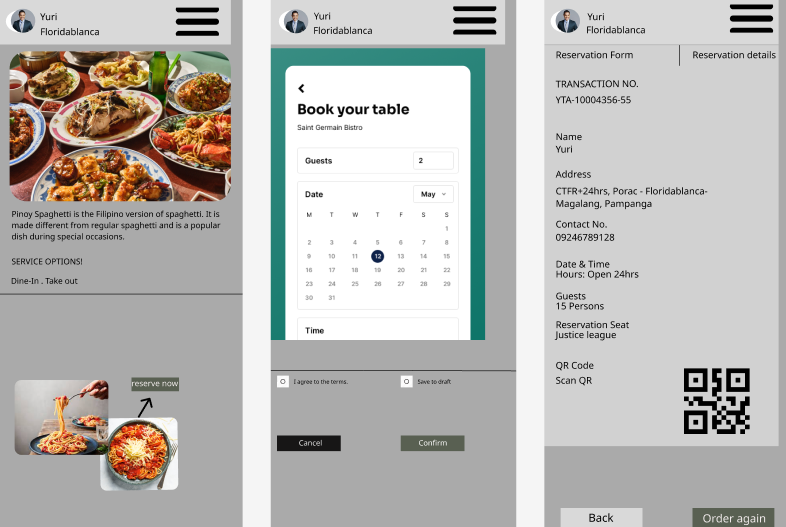 Yuri
Floridablanca
Pinoy Spaghetti is the Filipino version of spaghetti. It is
made different from regular spaghetti and is a popular
dish during special occasions.
SERVICE OPTIONS!
Dine-In . Take out
reserve now
Yuri
Floridablanca
Book your table
Saint Germain Bistro
Guests 2
Date May
M T W T F S S
1
2 3 4 5 6 7 8
9 10 11 12 13 14 15
16 17 18 19 20 21 22
23 24 25 26 27 28 29
30 31
Time
I agree to the terms. Save to draft
Cancel Confirm
Yuri
Floridablanca
Reservation Form Reservation details
TRANSACTION NO.
YTA-10004356-55
Name
Yuri
Address
CTFR+24hrs, Porac - Floridablanca-
Magalang, Pampanga
Contact No.
09246789128
Date & Time
Hours: Open 24hrs
Guests
15 Persons
Reservation Seat
Justice league
QR Code
Scan QR
Back Order again